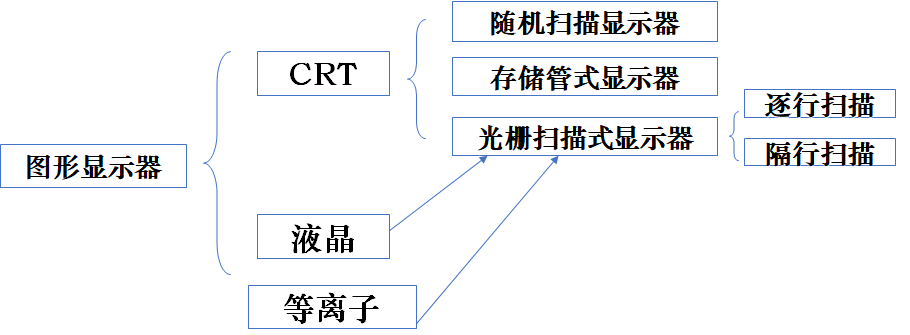 随机扫描显示器
CRT
存储管式显示器
逐行扫描
光栅扫描式显示器
隔行扫描
图形显示器
液晶
等离子